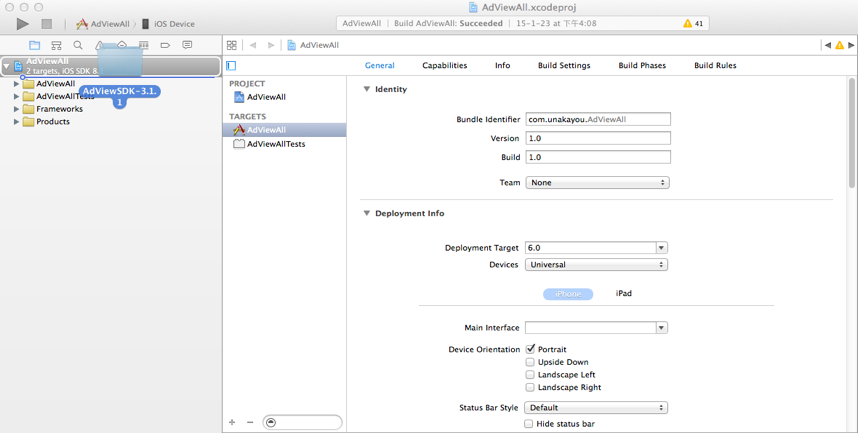 AdViewAll.xcodeproj
AdViewAll
iOS Device
AdViewAll
Build AdViewAll: Succeeded
15-1-23 at 下午4:08
41
AdViewAll
AdViewAll
2 targets, iOS SDK 8.
AdViewAll
AdViewAllTests
Frameworks
Products
AdViewSDK-3.1.
1
General
Capabilities
Info
Build Settings
Build Phases
Build Rules
PROJECT
AdViewAll
TARGETS
AdViewAll
AdViewAllTests
Identity
Bundle Identifier com.unakayou.AdViewAll
Version 1.0
Build 1.0
Team None
Deployment Info
Deployment Target 6.0
Devices Universal
iPhone
iPad
Main Interface
Device Orientation Portrait
Upside Down
Landscape Left
Landscape Right
Status Bar Style Default
Hide status bar